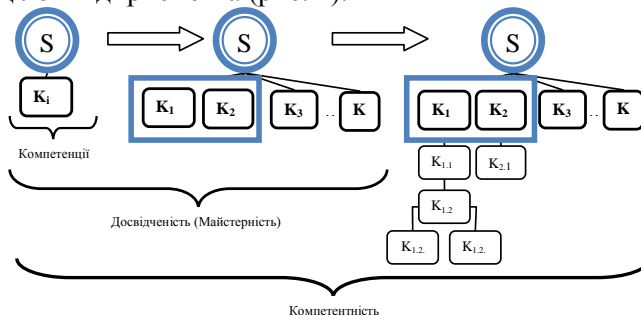 S S S
K₁ K₂ K₃ .. K K₁ K₂ K₃ .. K
Kᵢ
Компетенції
K₁.₁ K₂.₁
K₁.₂
Досвідченість (Майстерність)
K₁.₂. K₁.₂.
Компетентність